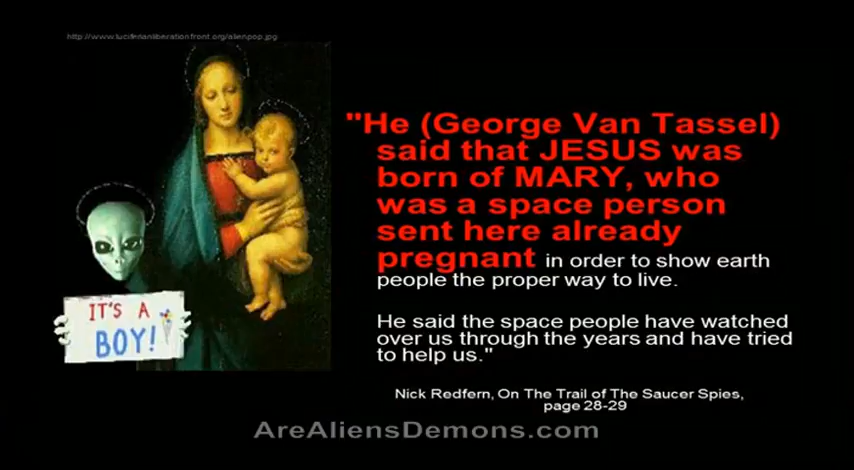 http://www.luciferianliberationfront.org/alienpop.jpg
"He (George Van Tassel)
said that JESUS was
born of MARY, who
was a space person
sent here already
pregnant in order to show earth
people the proper way to live.
He said the space people have watched
over us through the years and have tried
to help us."
IT'S A
BOY!
Nick Redfern, On The Trail of The Saucer Spies,
page 28-29
AreAliensDemons.com